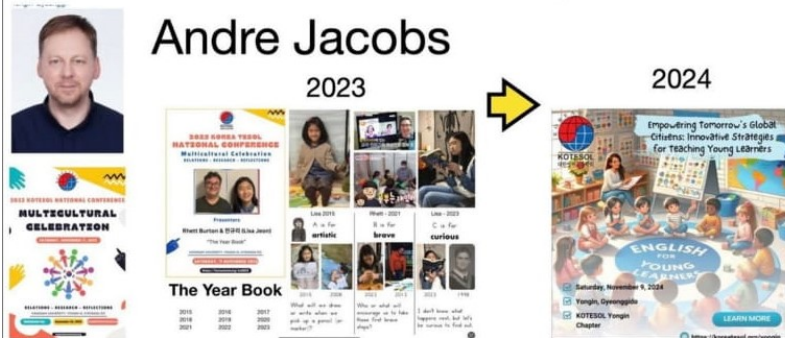 Andre Jacobs
2023
2024
2023 KOTESOL NATIONAL CONFERENCE
MULTICULTURAL
CELEBRATION
RELATIONS - RESEARCH - REFLECTIONS
KOTESOL
2023 KOREA TESOL
NATIONAL CONFERENCE
Multicultural Celebration
RELATIONS - RESEARCH - REFLECTIONS
Presenters
Rhett Burton & 전규리 (Lisa Jeon)
"The Year Book"
The Year Book
2015 2016 2017
2018 2019 2020
2021 2022 2023
Lisa 2015
Rhett - 2021
Lisa - 2023
A is for
artistic
B is for
brave
C is for
curious
2015 2008
2021 2015
2023 1998
What will we draw
or write when we
pick up a pencil (or
marker)?
Who or what will
encourage us to take
those first brave
steps?
I don't know what
happens next, but let's
be curious to find out.
KOTESOL
Empowering Tomorrow's Global
Citizens: Innovative Strategies
for Teaching Young Learners
ENGLISH
FOR
YOUNG
LEARNERS
Saturday, November 9, 2024
Yongin, Gyeonggido
KOTESOL Yongin
Chapter
LEARN MORE